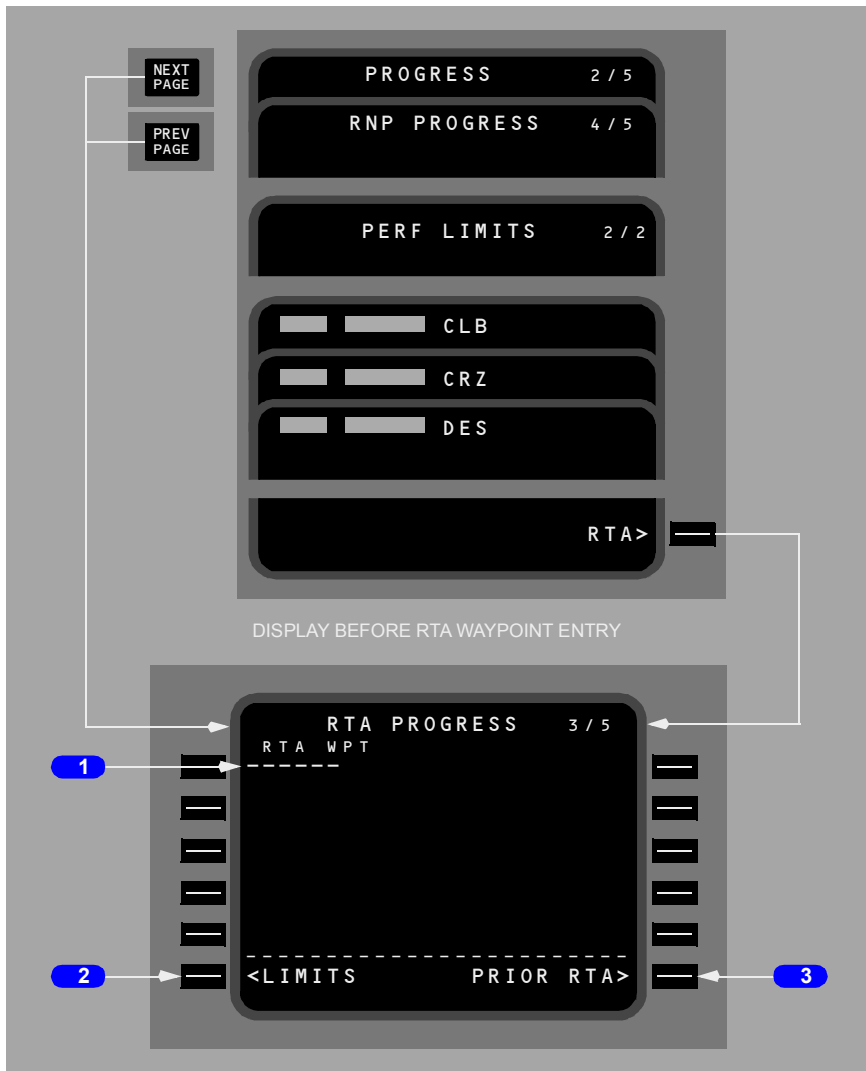 NEXT
PAGE
PROGRESS 2/5
PREV
PAGE
RNP PROGRESS 4/5
PERF LIMITS 2/2
CLB
CRZ
DES
RTA>
DISPLAY BEFORE RTA WAYPOINT ENTRY
RTA PROGRESS 3/5
RTA WPT
1
------
------------------------
2
<LIMITS PRIOR RTA>
3